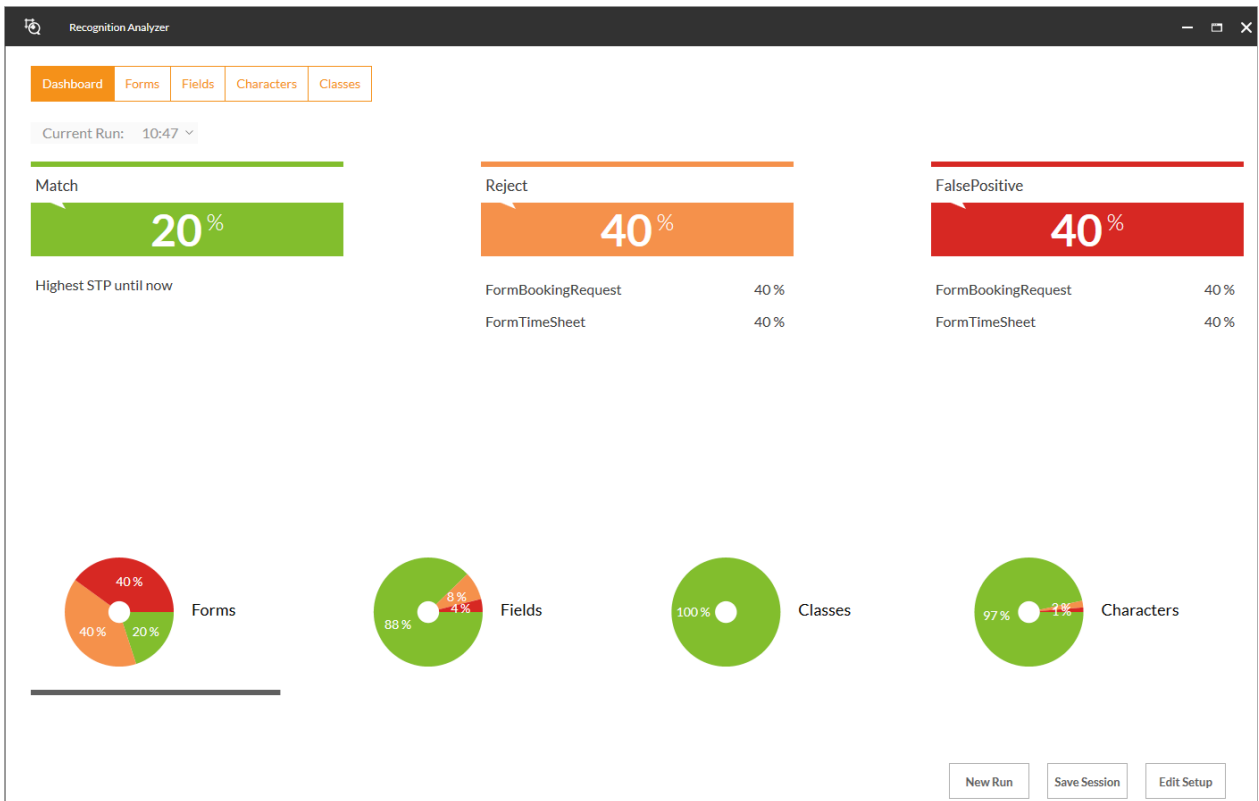 Recognition Analyzer
Dashboard Forms Fields Characters Classes
Current Run: 10:47
Match
20 %
Highest STP until now
Reject
40 %
FormBookingRequest 40 %
FormTimeSheet 40 %
FalsePositive
40 %
FormBookingRequest 40 %
FormTimeSheet 40 %
40 %
40 %
20 %
Forms
8 %
4 %
88 %
Fields
100 %
Classes
97 %
2 %
1 %
Characters
New Run Save Session Edit Setup